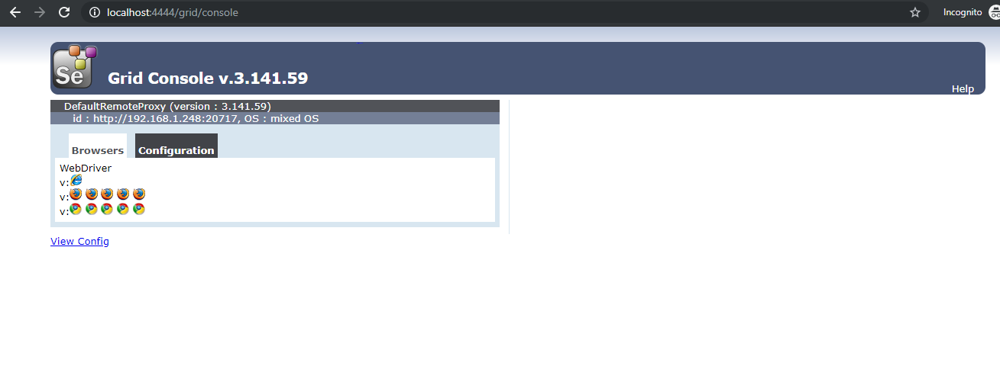 localhost:4444/grid/console
Incognito
Se
Grid Console v.3.141.59
Help
DefaultRemoteProxy (version : 3.141.59)
id : http://192.168.1.248:20717, OS : mixed OS
Browsers Configuration
WebDriver
v:
v:
v:
View Config